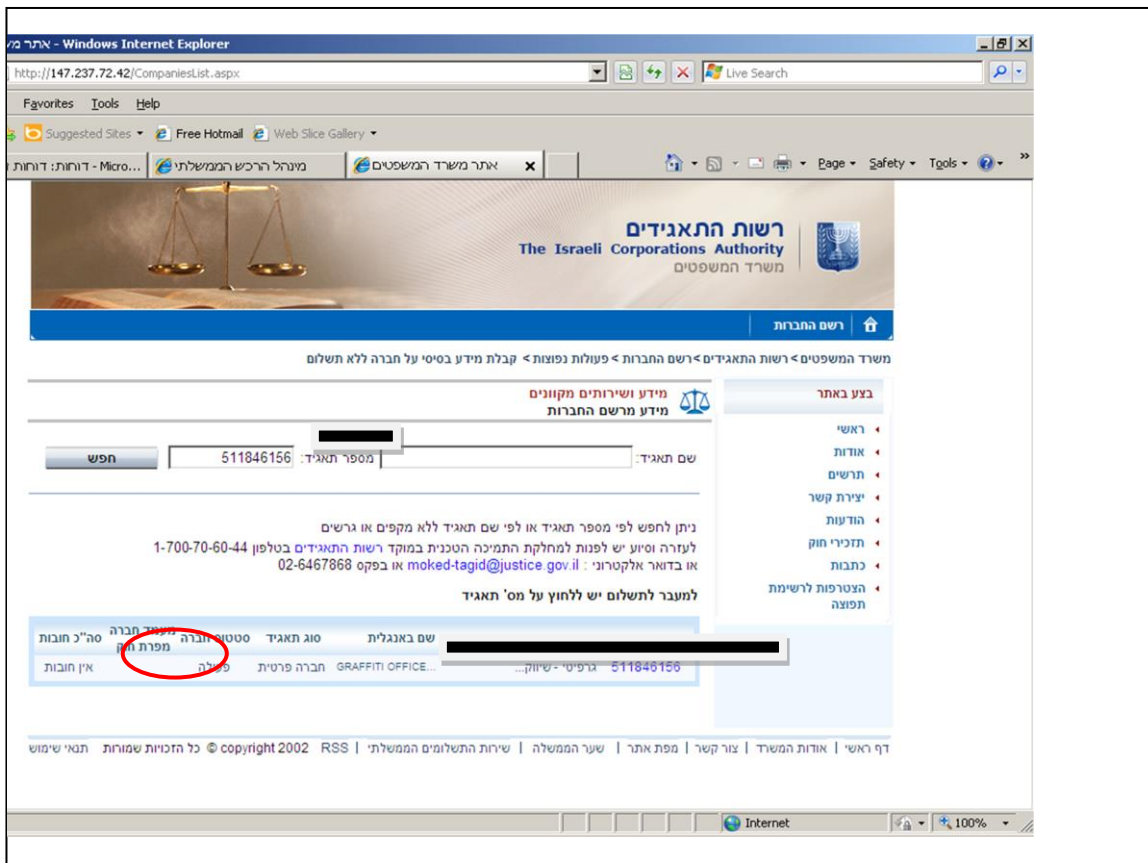 אתר מש - Windows Internet Explorer
http://147.237.72.42/CompaniesList.aspx
Live Search
Favorites Tools Help
Suggested Sites Free Hotmail Web Slice Gallery
דוחות: דוחות - Micro...
מינהל הרכש הממשלתי
אתר משרד המשפטים
Page Safety Tools
רשות התאגידים
The Israeli Corporations Authority
משרד המשפטים
רשם החברות
משרד המשפטים > רשות התאגידים > רשם החברות > פעולות נפוצות > קבלת מידע בסיסי על חברה ללא תשלום
בצע באתר
ראשי
אודות
תרשים
יצירת קשר
הודעות
תזכירי חוק
כתבות
הצטרפות לרשימת
תפוצה
מידע ושירותים מקוונים
מידע מרשם החברות
שם תאגיד:
מספר תאגיד: 511846156
חפש
ניתן לחפש לפי מספר תאגיד או לפי שם תאגיד ללא מקפים או גרשים
לעזרה וסיוע יש לפנות למחלקת התמיכה הטכנית במוקד רשות התאגידים בטלפון 1-700-70-60-44
או בדואר אלקטרוני : moked-tagid@justice.gov.il או בפקס 02-6467868
למעבר לתשלום יש ללחוץ על מס' תאגיד
שם באנגלית סוג תאגיד סטטוס חברה מעמד חברה מפרת חוק סה"כ חובות
511846156 גרפיטי - שיווק... GRAFFITI OFFICE... חברה פרטית פעילה אין חובות
דף ראשי | אודות המשרד | צור קשר | מפת אתר | שער הממשלה | שירות התשלומים הממשלתי | RSS copyright 2002 © כל הזכויות שמורות תנאי שימוש
Internet
100%